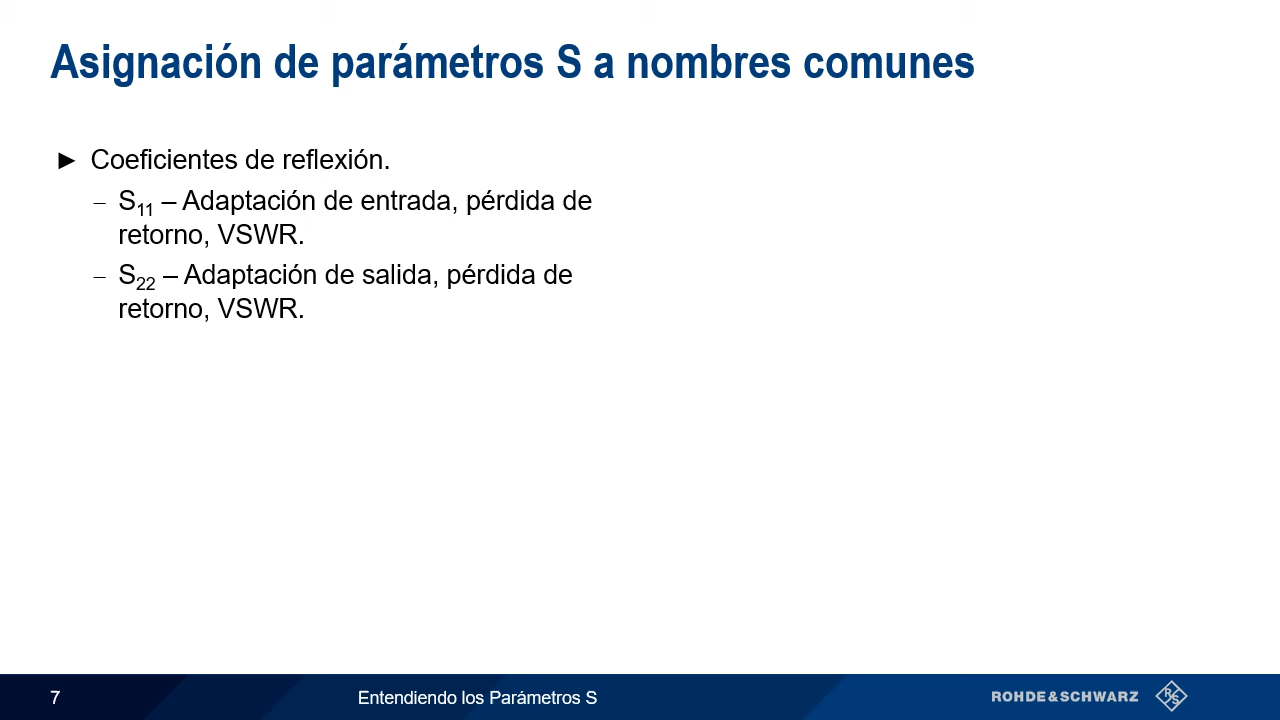 Asignación de parámetros S a nombres comunes
► Coeficientes de reflexión.
– S11 – Adaptación de entrada, pérdida de
retorno, VSWR.
– S22 – Adaptación de salida, pérdida de
retorno, VSWR.
7
Entendiendo los Parámetros S
ROHDE&SCHWARZ
R S